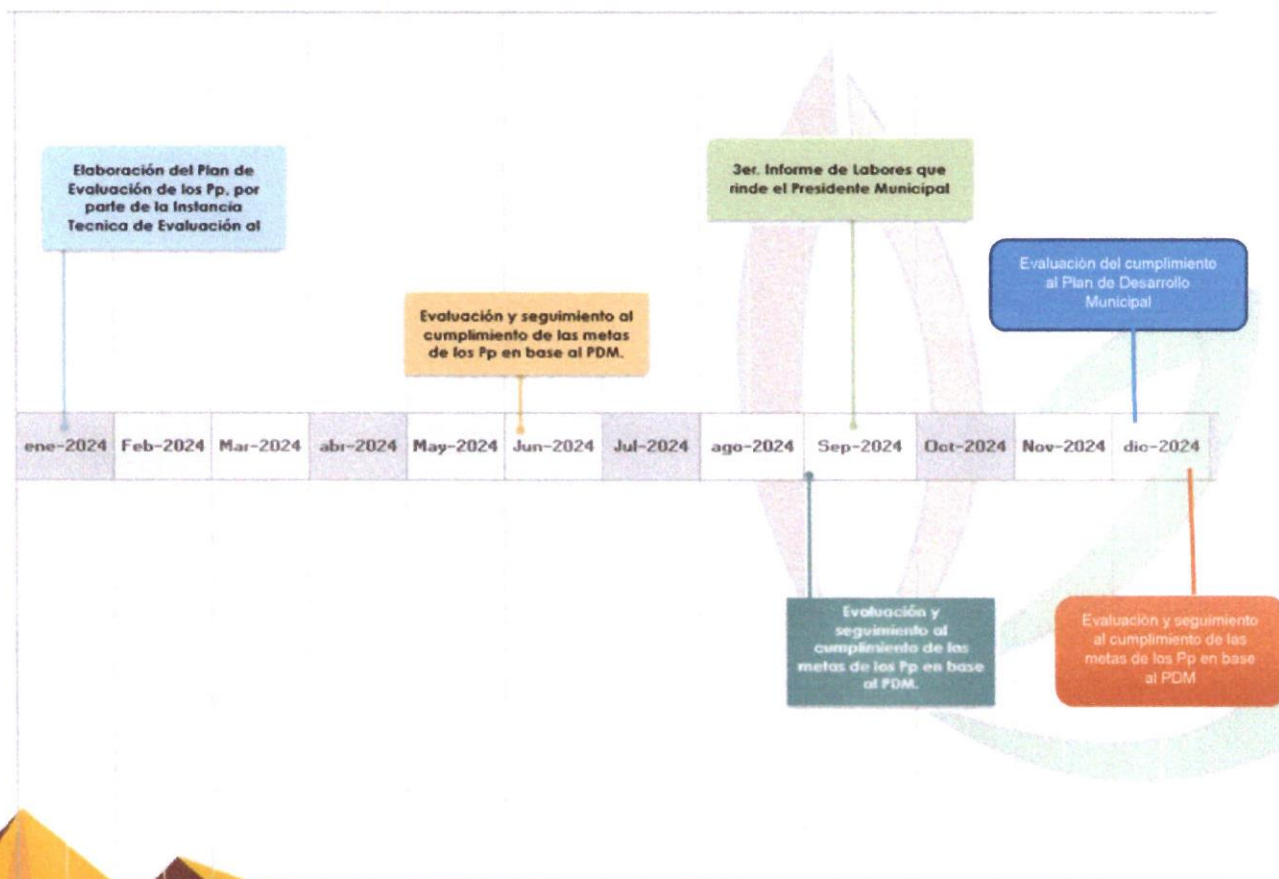 Elaboración del Plan de
Evaluación de los Pp, por
parte de la Instancia
Tecnica de Evaluación al
3er. Informe de Labores que
rinde el Presidente Municipal
Evaluación del cumplimiento
al Plan de Desarrollo
Municipal
Evaluación y seguimiento al
cumplimiento de las metas
de los Pp en base al PDM.
ene-2024 Feb-2024 Mar-2024 abr-2024 May-2024 Jun-2024 Jul-2024 ago-2024 Sep-2024 Oct-2024 Nov-2024 dic-2024
Evaluación y
seguimiento al
cumplimiento de las
metas de los Pp en base
al PDM.
Evaluación y seguimiento
al cumplimiento de las
metas de los Pp en base
al PDM